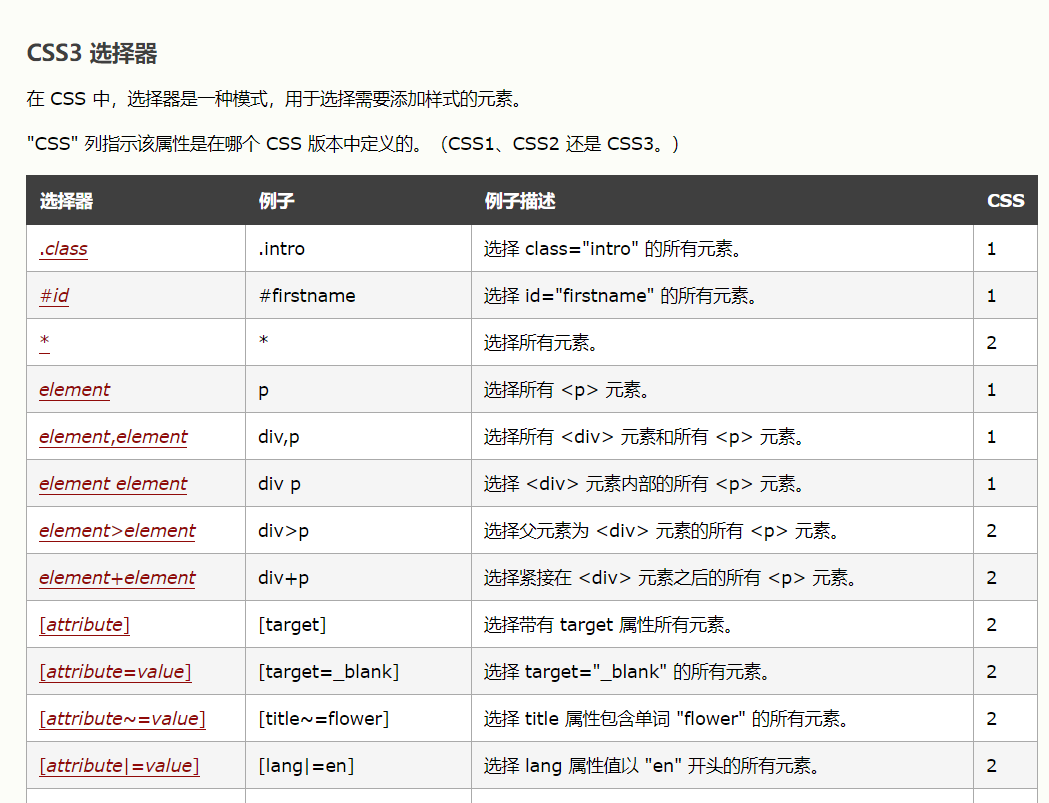 CSS3 选择器
在 CSS 中，选择器是一种模式，用于选择需要添加样式的元素。
"CSS" 列指示该属性是在哪个 CSS 版本中定义的。（CSS1、CSS2 还是 CSS3。）
选择器 例子 例子描述 CSS
.class .intro 选择 class="intro" 的所有元素。 1
#id #firstname 选择 id="firstname" 的所有元素。 1
* * 选择所有元素。 2
element p 选择所有 <p> 元素。 1
element,element div,p 选择所有 <div> 元素和所有 <p> 元素。 1
element element div p 选择 <div> 元素内部的所有 <p> 元素。 1
element>element div>p 选择父元素为 <div> 元素的所有 <p> 元素。 2
element+element div+p 选择紧接在 <div> 元素之后的所有 <p> 元素。 2
[attribute] [target] 选择带有 target 属性所有元素。 2
[attribute=value] [target=_blank] 选择 target="_blank" 的所有元素。 2
[attribute~=value] [title~=flower] 选择 title 属性包含单词 "flower" 的所有元素。 2
[attribute|=value] [lang|=en] 选择 lang 属性值以 "en" 开头的所有元素。 2